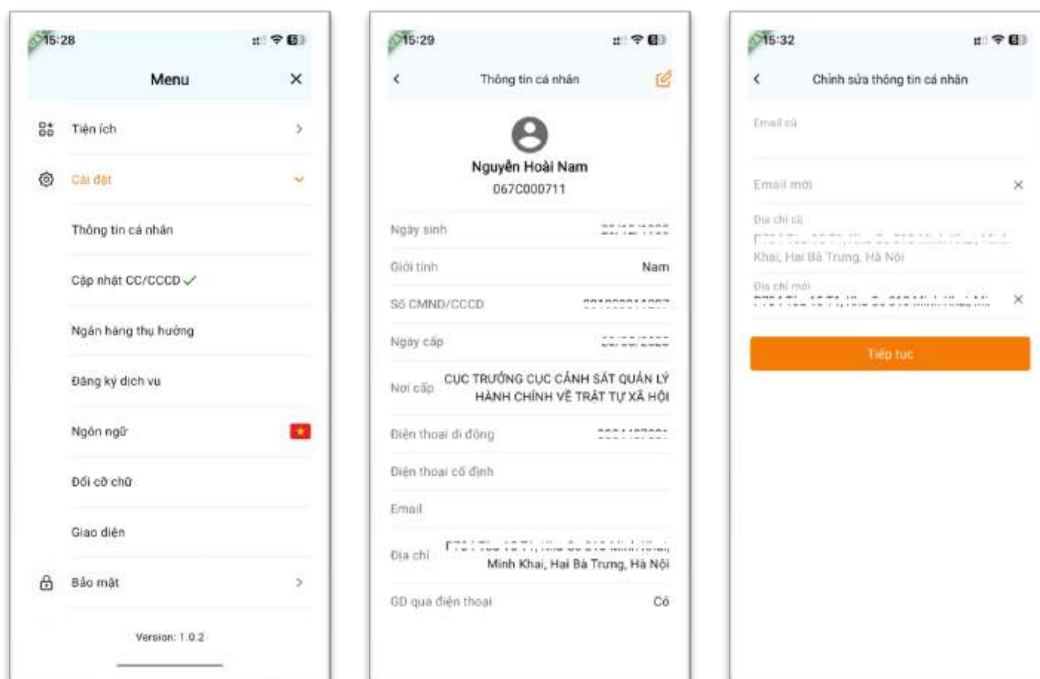 15:28
Menu
Tiện ích
Cài đặt
Thông tin cá nhân
Cập nhật CC/CCCD
Ngân hàng thụ hưởng
Đăng ký dịch vụ
Ngôn ngữ
Đổi cỡ chữ
Giao diện
Bảo mật
Version: 1.0.2
15:29
Thông tin cá nhân
Nguyễn Hoài Nam
067C000711
Ngày sinh
Giới tính Nam
Số CMND/CCCD
Ngày cấp
Nơi cấp CỤC TRƯỞNG CỤC CẢNH SÁT QUẢN LÝ
HÀNH CHÍNH VỀ TRẬT TỰ XÃ HỘI
Điện thoại di động
Điện thoại cố định
Email
Địa chỉ
Minh Khai, Hai Bà Trưng, Hà Nội
GD qua điện thoại Có
15:32
Chỉnh sửa thông tin cá nhân
Email cũ
Email mới
Địa chỉ cũ
Khai, Hai Bà Trưng, Hà Nội
Địa chỉ mới
Tiếp tục